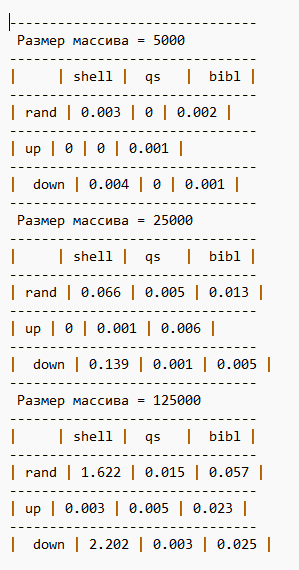 -------------------------------
Размер массива = 5000
-------------------------------
|     | shell |  qs   |  bibl |
-------------------------------
| rand | 0.003 | 0 | 0.002 |
-------------------------------
| up | 0 | 0 | 0.001 |
-------------------------------
|  down | 0.004 | 0 | 0.001 |
-------------------------------
Размер массива = 25000
-------------------------------
|     | shell |  qs   |  bibl |
-------------------------------
| rand | 0.066 | 0.005 | 0.013 |
-------------------------------
| up | 0 | 0.001 | 0.006 |
-------------------------------
|  down | 0.139 | 0.001 | 0.005 |
-------------------------------
Размер массива = 125000
-------------------------------
|     | shell |  qs   |  bibl |
-------------------------------
| rand | 1.622 | 0.015 | 0.057 |
-------------------------------
| up | 0.003 | 0.005 | 0.023 |
-------------------------------
|  down | 2.202 | 0.003 | 0.025 |